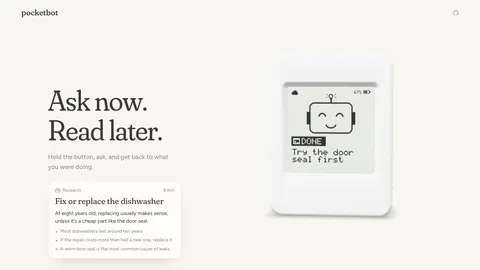 pocketbot
Ask now.
Read later.
Hold the button, ask, and get back to what
you were doing.
Research
8 min
Fix or replace the dishwasher
At eight years old, replacing usually makes sense,
unless it's a cheap part like the door seal.
Most dishwashers last around ten years
If the repair costs more than half a new one, replace it
A worn door seal is the most common cause of leaks
67%
DONE
Try the door
seal first